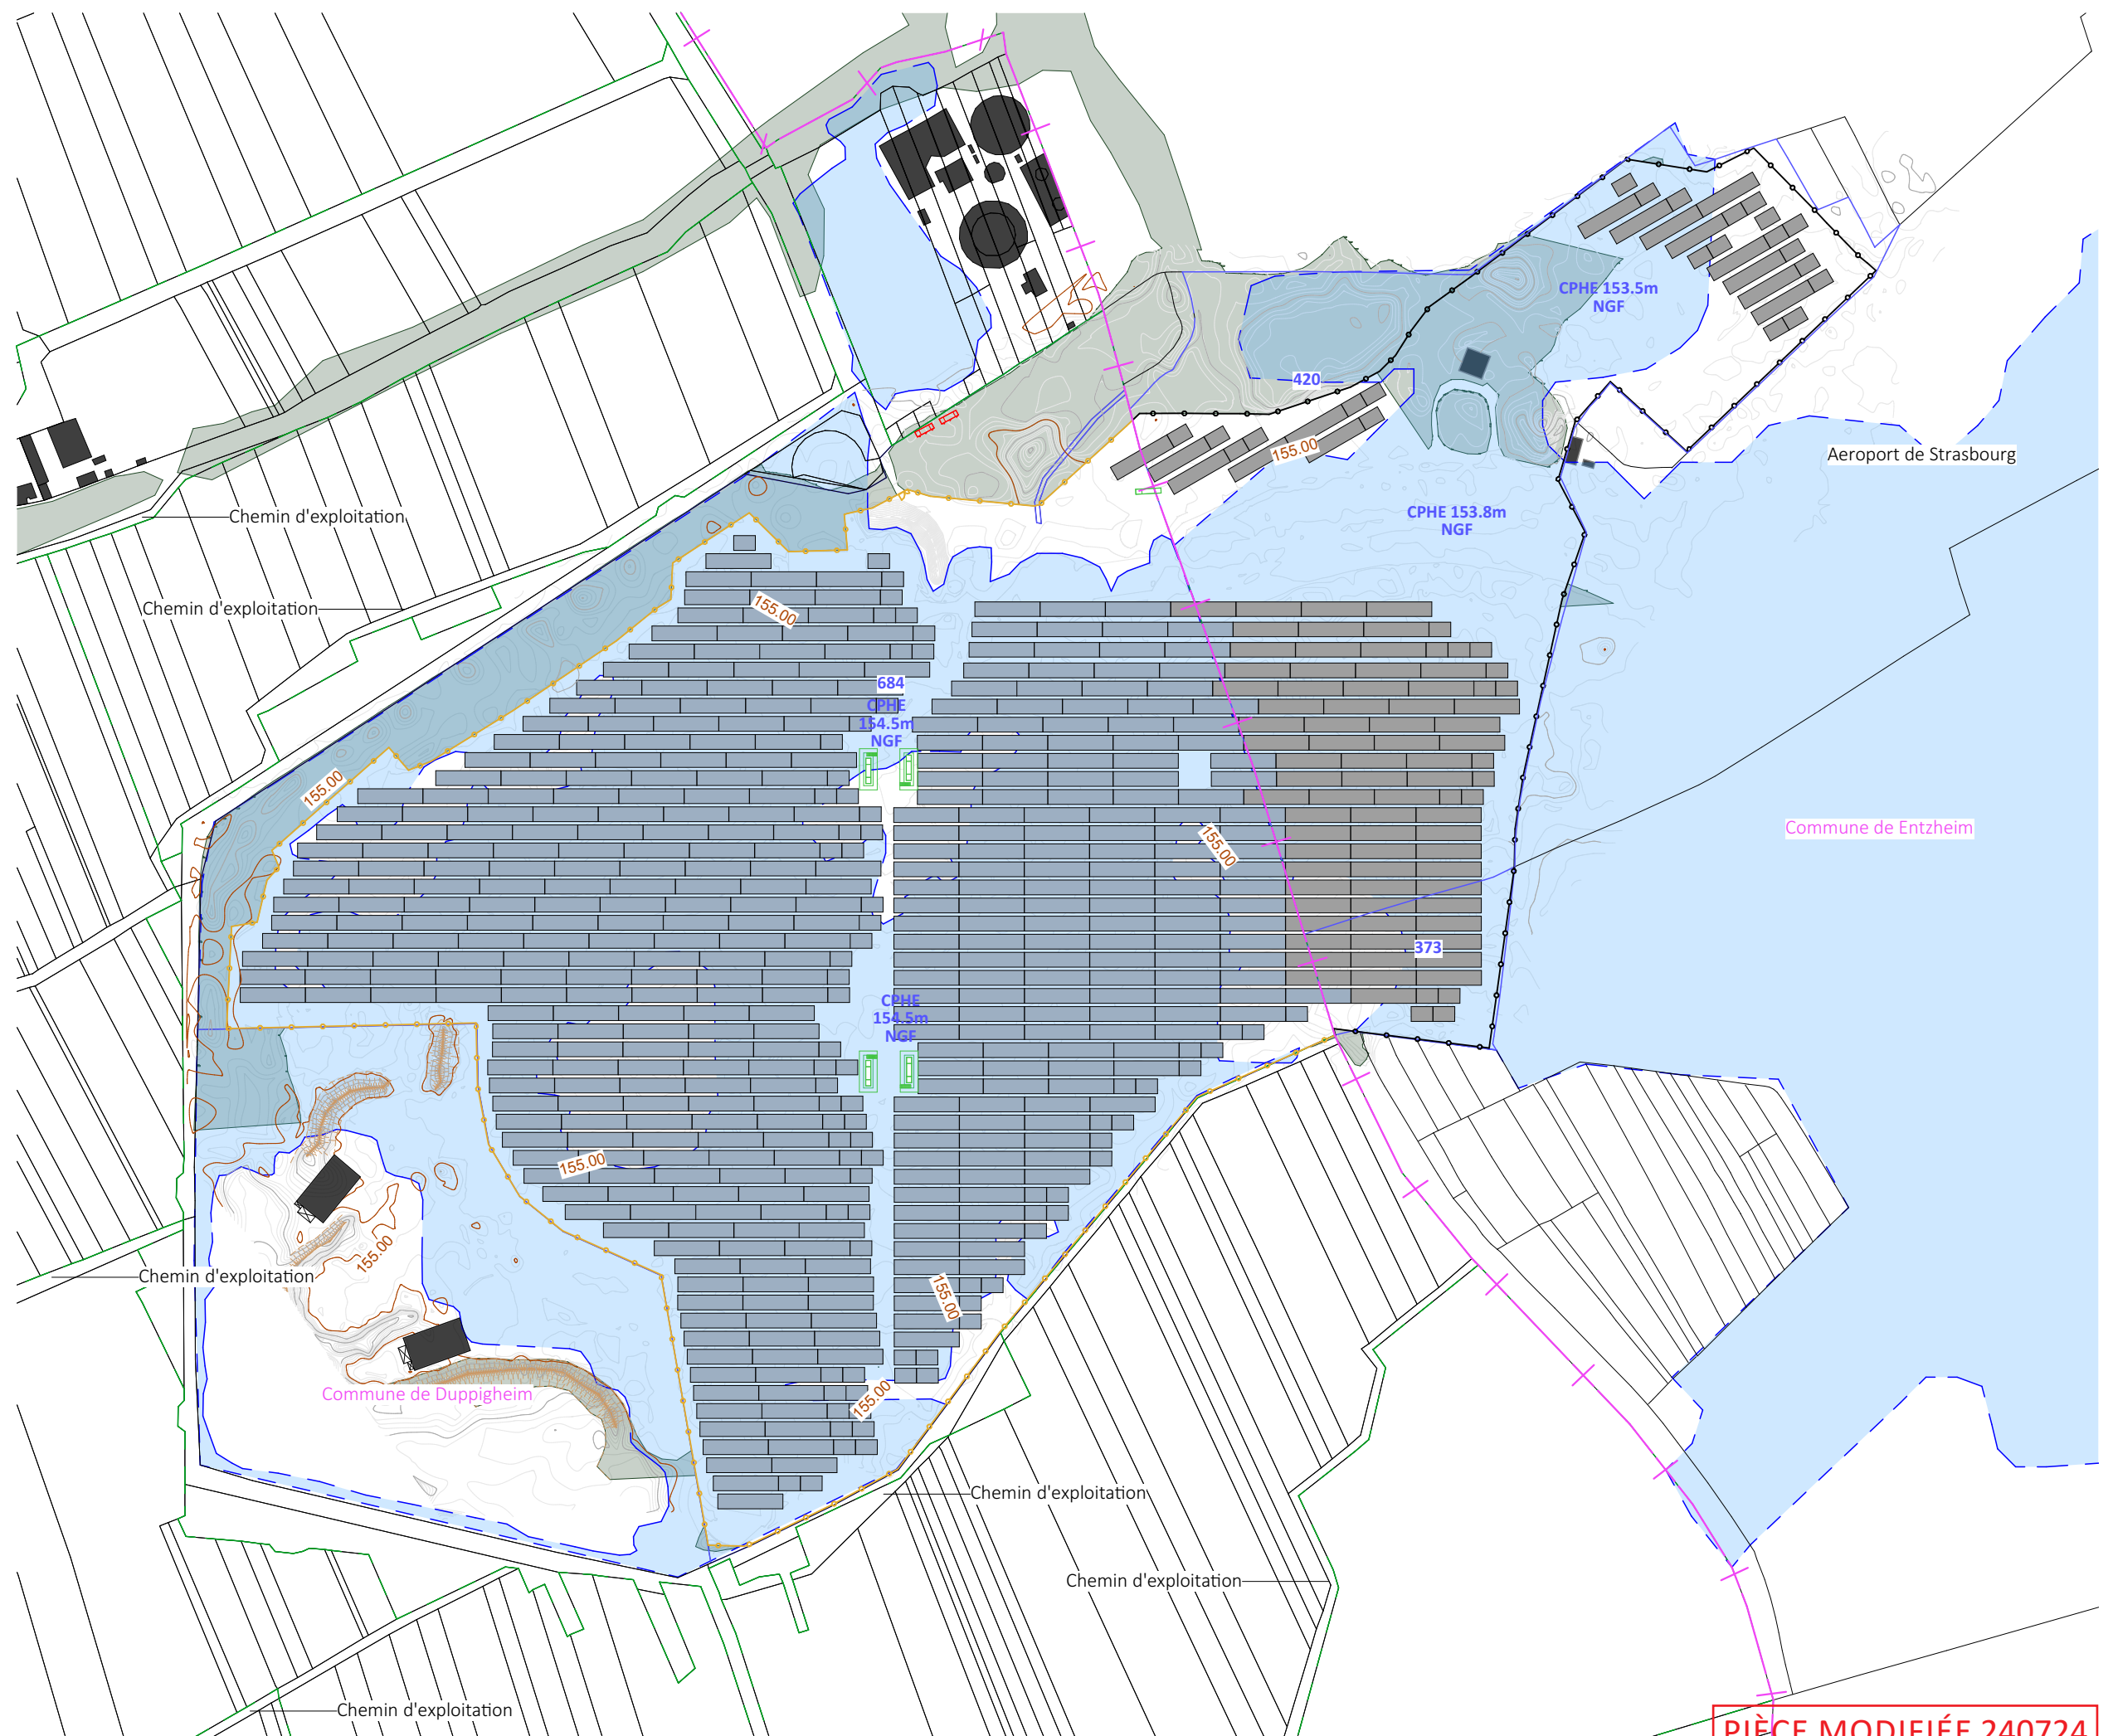 CPHE 153.5m
NGF
420
155.00
Aeroport de Strasbourg
CPHE 153.8m
NGF
Chemin d'exploitation
Chemin d'exploitation
155.00
684
CPHE
154.5m
NGF
155.00
155.00
Commune de Entzheim
373
CPHE
154.5m
NGF
155.00
155.00
Chemin d'exploitation
155.00
Commune de Duppigheim
155.00
Chemin d'exploitation
Chemin d'exploitation
Chemin d'exploitation
PIÈCE MODIFIÉE 240724